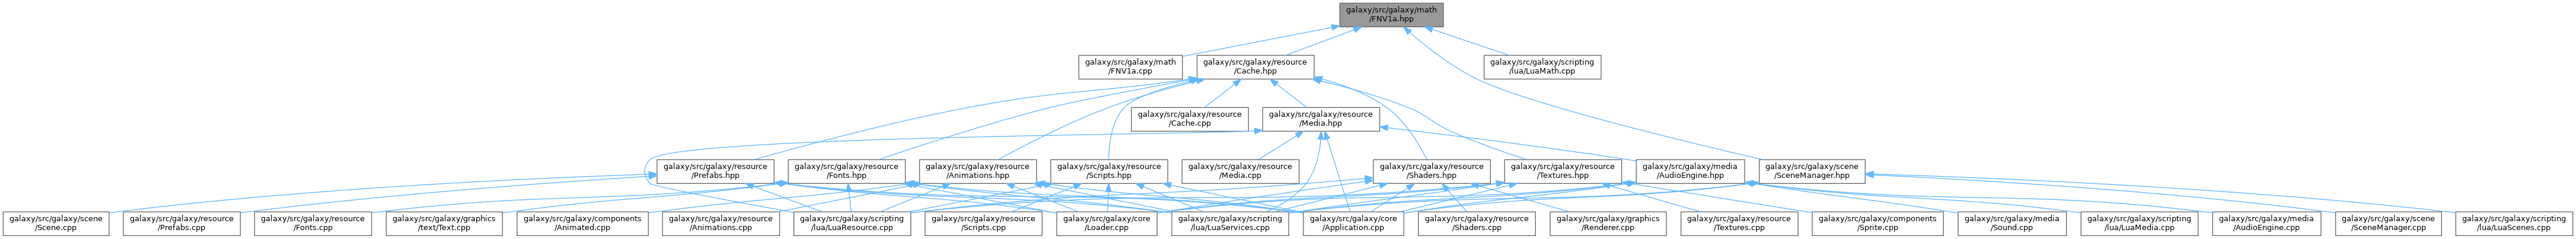 galaxy/src/galaxy/math
/FNV1a.hpp
galaxy/src/galaxy/math
/FNV1a.cpp
galaxy/src/galaxy/resource
/Cache.hpp
galaxy/src/galaxy/scripting
/lua/LuaMath.cpp
galaxy/src/galaxy/resource
/Cache.cpp
galaxy/src/galaxy/resource
/Media.hpp
galaxy/src/galaxy/resource
/Prefabs.hpp
galaxy/src/galaxy/resource
/Fonts.hpp
galaxy/src/galaxy/resource
/Animations.hpp
galaxy/src/galaxy/resource
/Scripts.hpp
galaxy/src/galaxy/resource
/Media.cpp
galaxy/src/galaxy/resource
/Shaders.hpp
galaxy/src/galaxy/resource
/Textures.hpp
galaxy/src/galaxy/media
/AudioEngine.hpp
galaxy/src/galaxy/scene
/SceneManager.hpp
galaxy/src/galaxy/scene
/Scene.cpp
galaxy/src/galaxy/resource
/Prefabs.cpp
galaxy/src/galaxy/resource
/Fonts.cpp
galaxy/src/galaxy/graphics
/text/Text.cpp
galaxy/src/galaxy/components
/Animated.cpp
galaxy/src/galaxy/resource
/Animations.cpp
galaxy/src/galaxy/scripting
/lua/LuaResource.cpp
galaxy/src/galaxy/resource
/Scripts.cpp
galaxy/src/galaxy/core
/Loader.cpp
galaxy/src/galaxy/scripting
/lua/LuaServices.cpp
galaxy/src/galaxy/core
/Application.cpp
galaxy/src/galaxy/resource
/Shaders.cpp
galaxy/src/galaxy/graphics
/Renderer.cpp
galaxy/src/galaxy/resource
/Textures.cpp
galaxy/src/galaxy/components
/Sprite.cpp
galaxy/src/galaxy/media
/Sound.cpp
galaxy/src/galaxy/scripting
/lua/LuaMedia.cpp
galaxy/src/galaxy/media
/AudioEngine.cpp
galaxy/src/galaxy/scene
/SceneManager.cpp
galaxy/src/galaxy/scripting
/lua/LuaScenes.cpp